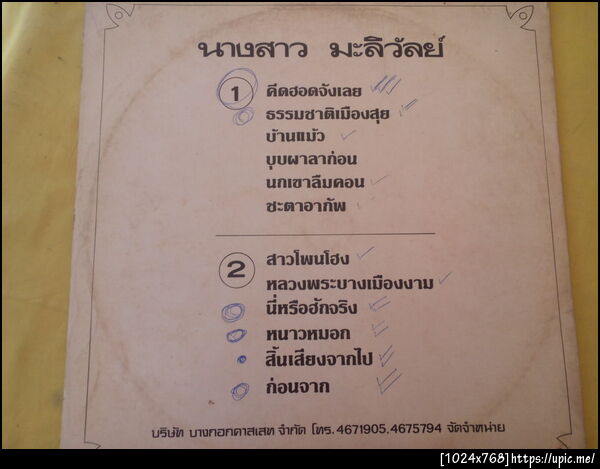 นางสาว มะลิวัลย์
1
คีดฮอดจังเลย
ธรรมชาติเมืองสุย
บ้านแม้ว
บุบผาลาก่อน
นกเขาลืมคอน
ชะตาอาภัพ
2
สาวโพนโฮง
หลวงพระบางเมืองงาม
นี่หรือฮักจริง
หนาวหมอก
สิ้นเสียงจากไป
ก่อนจาก
บริษัท บางกอกคาสเสท จำกัด โทร.4671905.4675794 จัดจำหน่าย
[1024x768]https://upic.me/